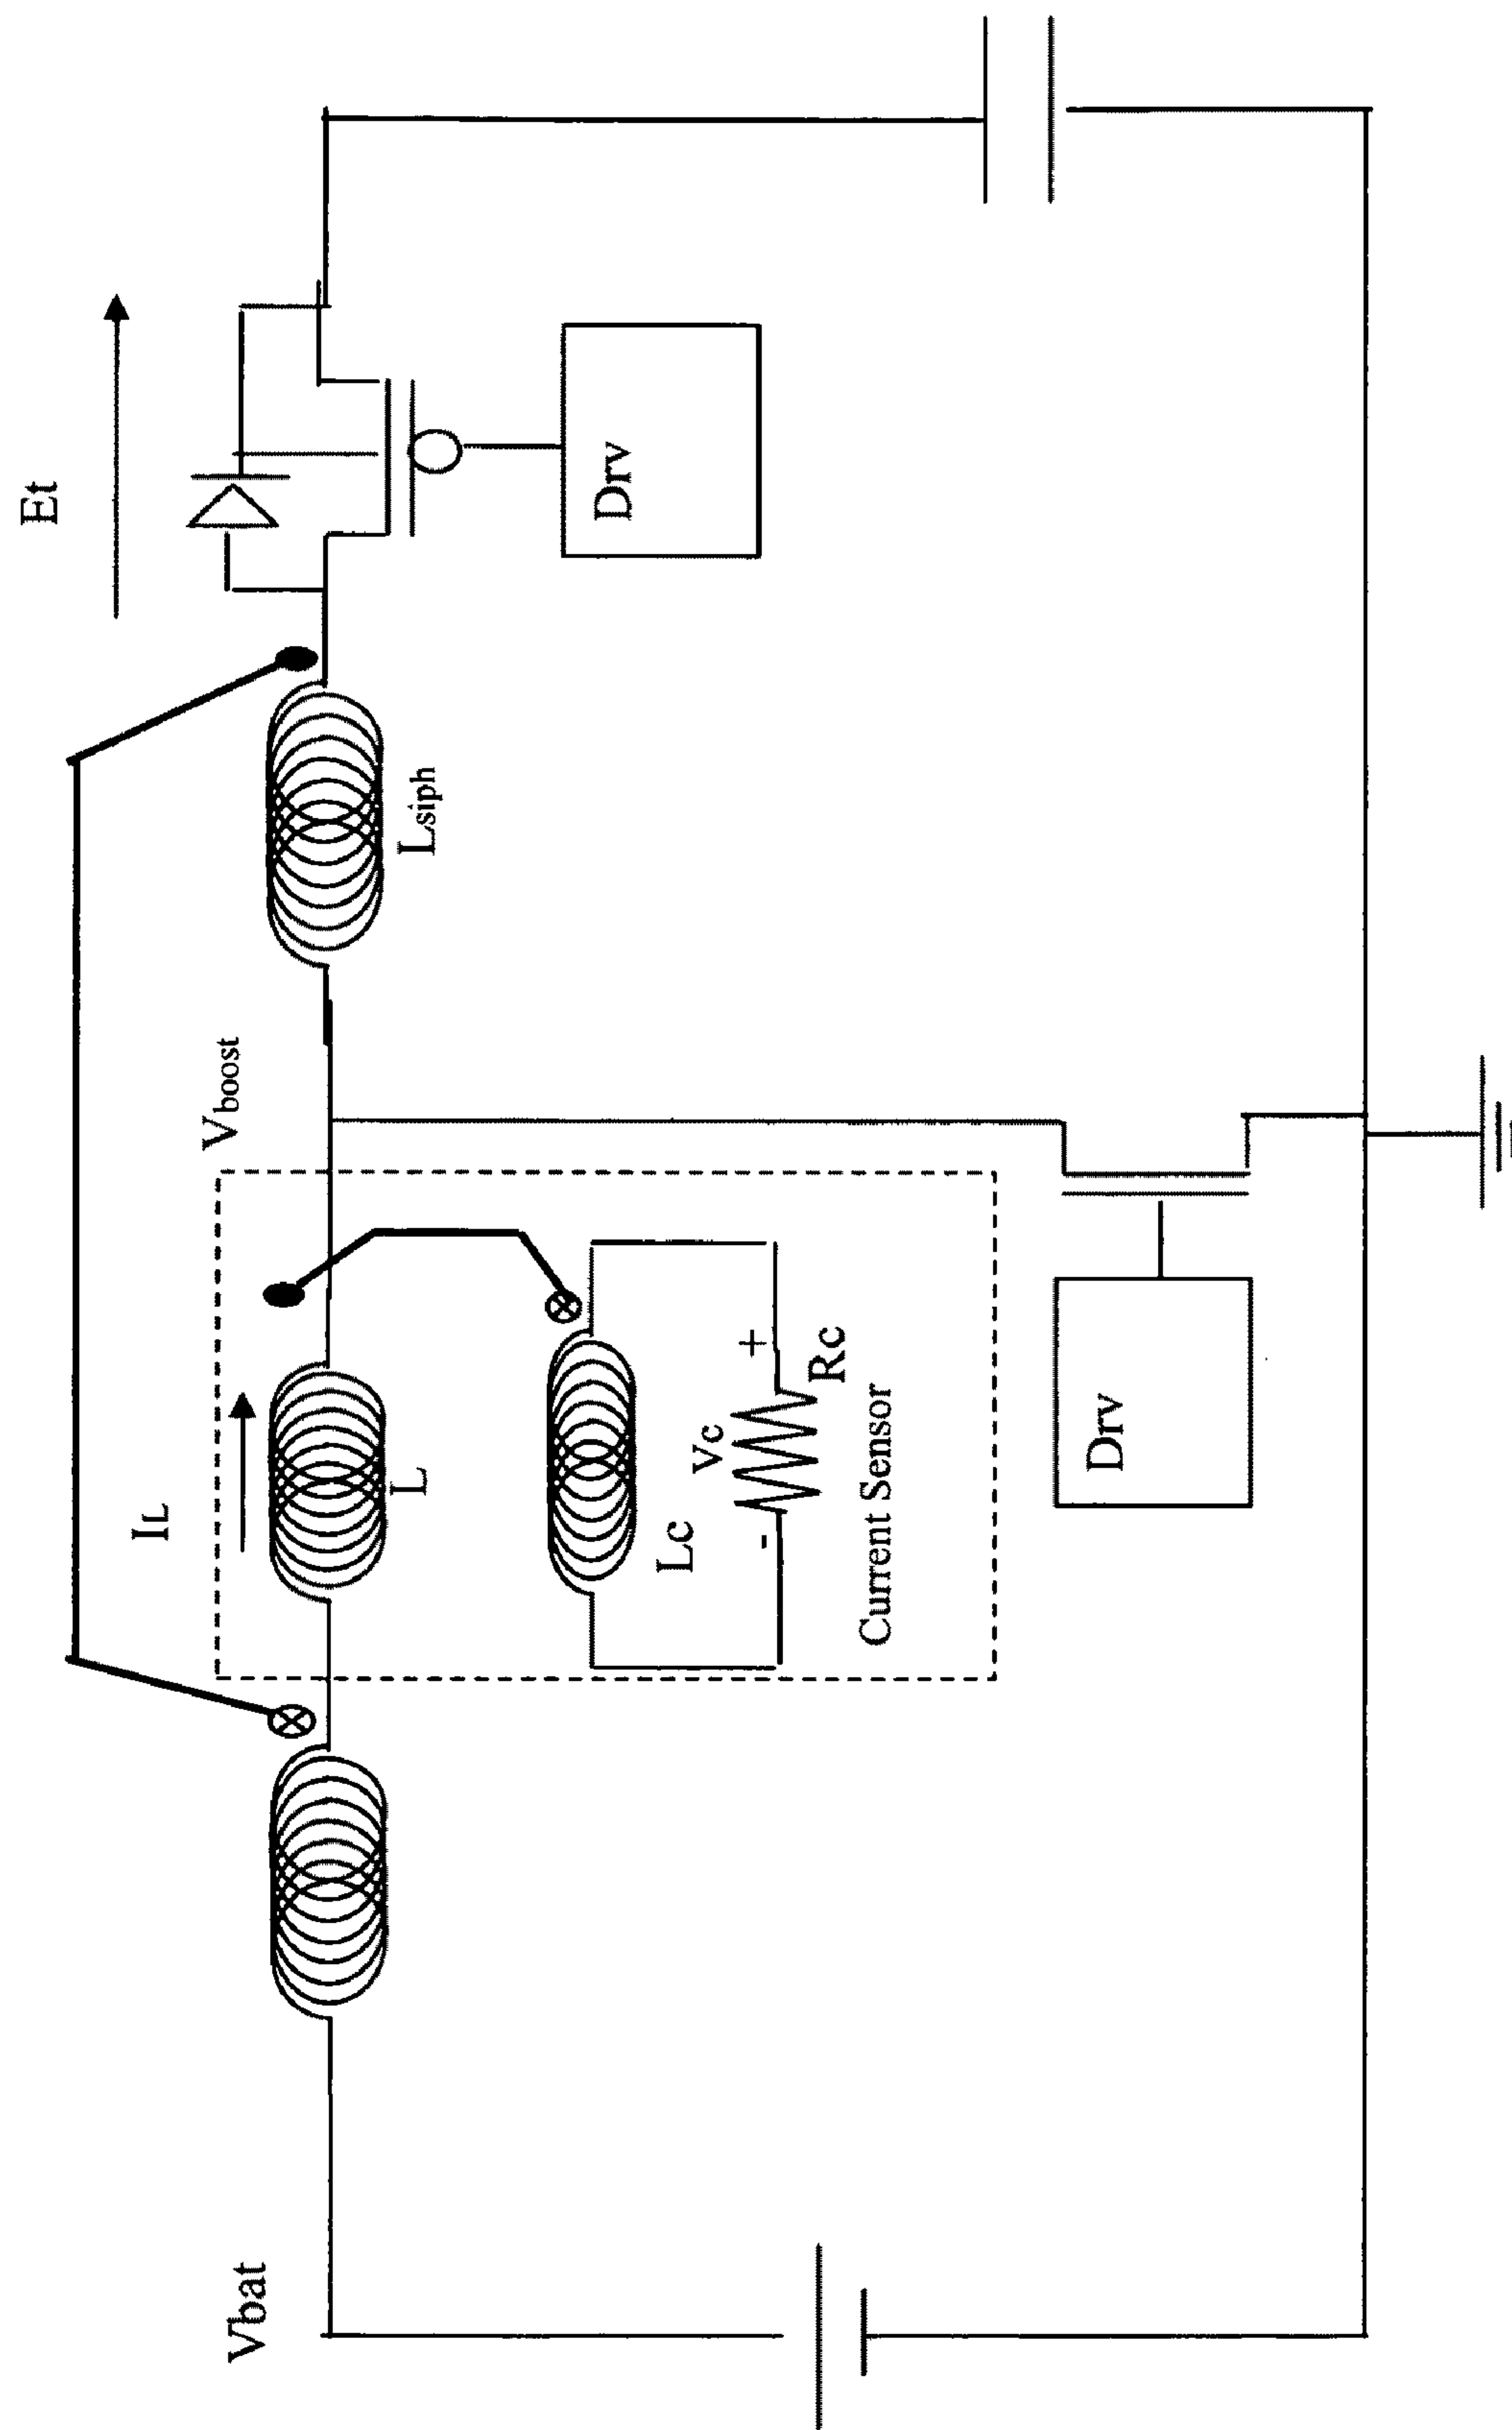 Et
IL
Vboost
Vbat
L
Lsiph
Lc
- Vc +
Rc
Current Sensor
Drv
Drv